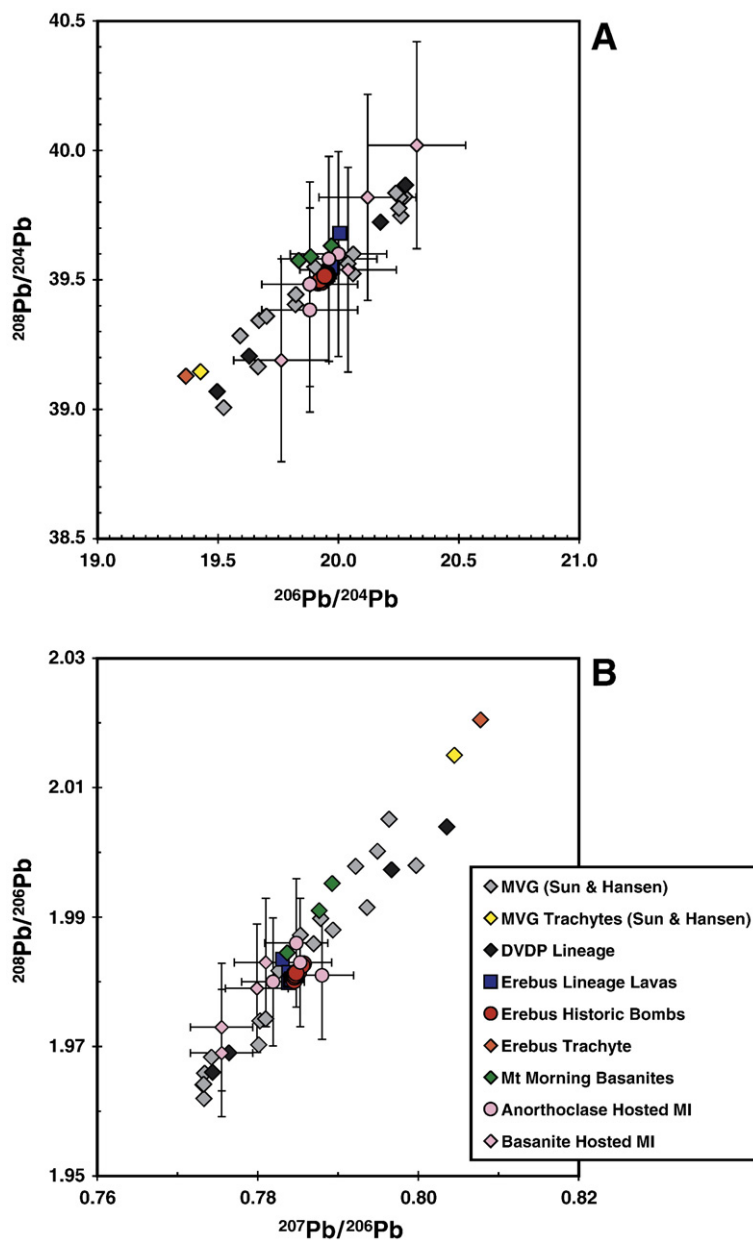 A
40.5
40.0
39.5
39.0
38.5
²⁰⁸Pb/²⁰⁴Pb
19.0 19.5 20.0 20.5 21.0
²⁰⁶Pb/²⁰⁴Pb
B
2.03
2.01
1.99
1.97
1.95
²⁰⁸Pb/²⁰⁶Pb
0.76 0.78 0.80 0.82
²⁰⁷Pb/²⁰⁶Pb
MVG (Sun & Hansen)
MVG Trachytes (Sun & Hansen)
DVDP Lineage
Erebus Lineage Lavas
Erebus Historic Bombs
Erebus Trachyte
Mt Morning Basanites
Anorthoclase Hosted MI
Basanite Hosted MI